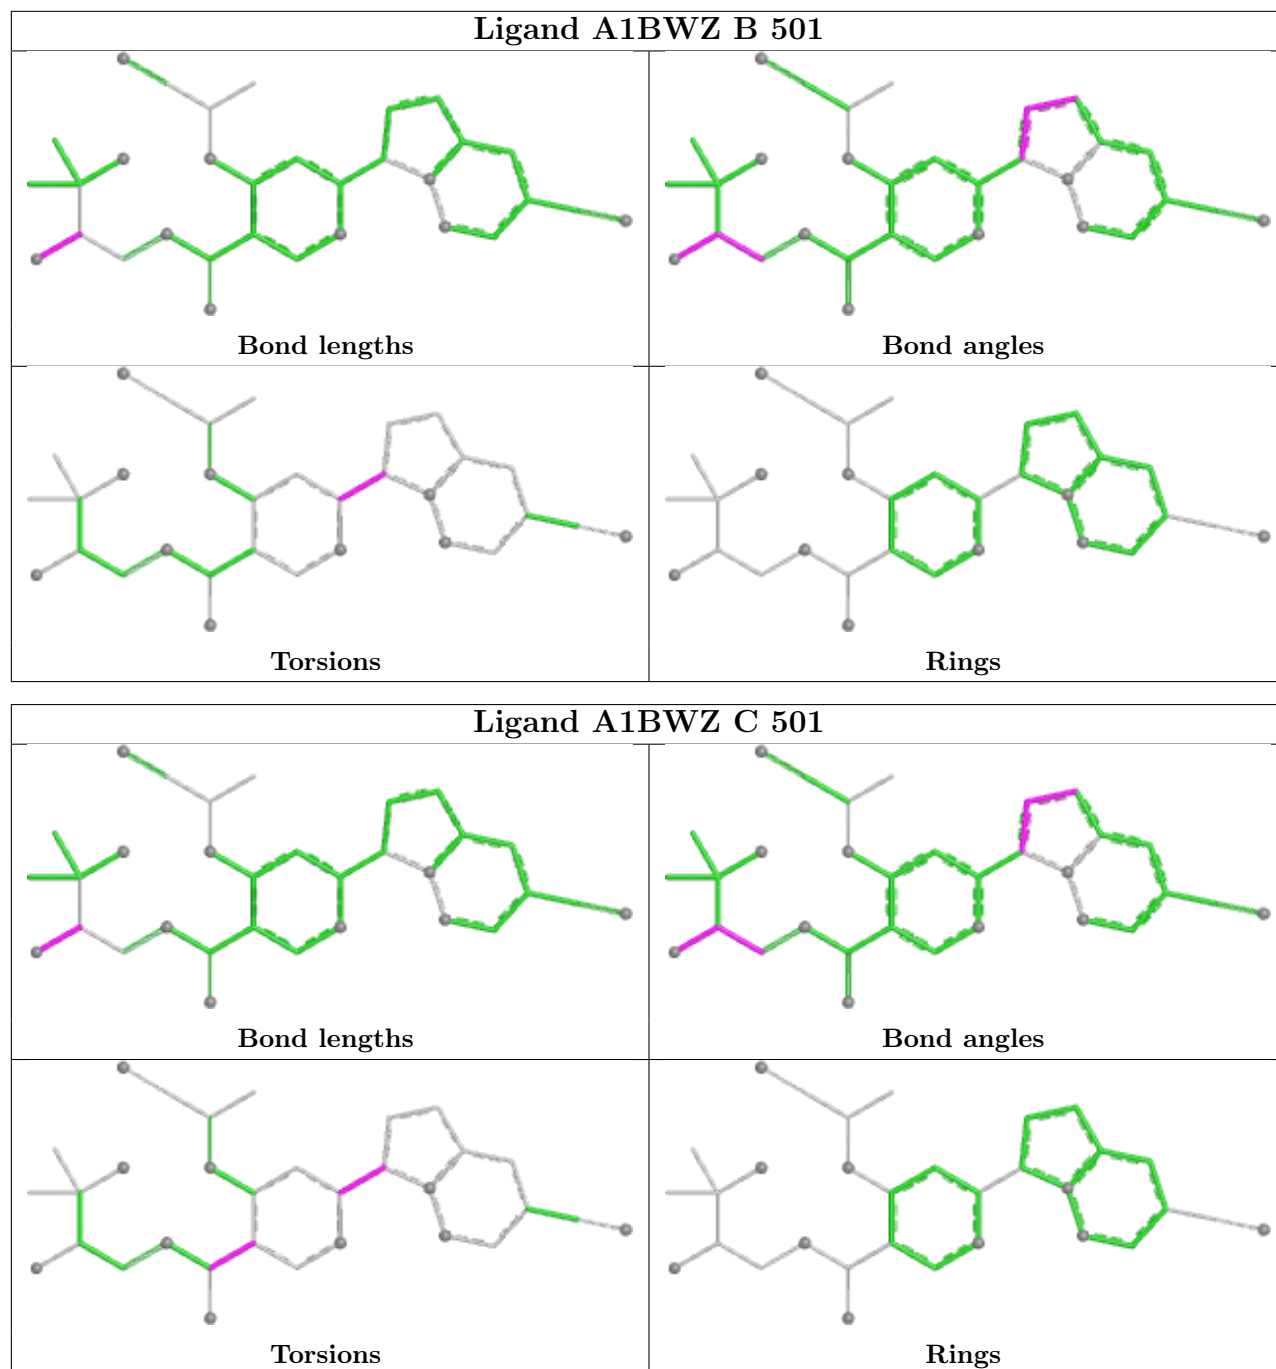 Ligand A1BWZ B 501
Bond lengths
Bond angles
Torsions
Rings
Ligand A1BWZ C 501
Bond lengths
Bond angles
Torsions
Rings